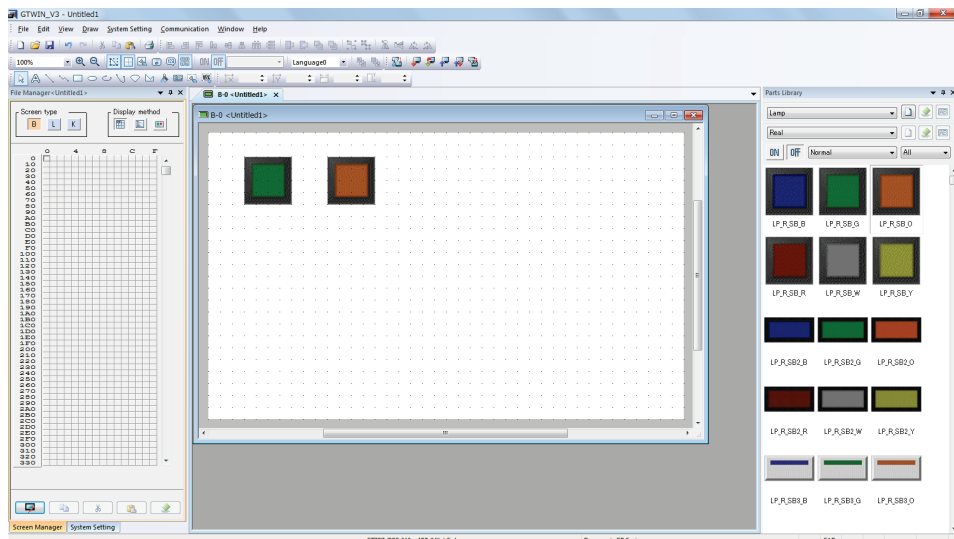 GTWIN_V3 - Untitled1
File Edit View Draw System Setting Communication Window Help
100% ON OFF Language0
File Manager<Untitled1>
B-0 <Untitled1>
Parts Library
Screen type
Display method
B L K
B-0 <Untitled1>
Lamp
Real
ON OFF Normal All
0 4 8 C F
0
10
20
30
40
50
60
70
80
90
A0
B0
C0
D0
E0
F0
100
110
120
130
140
150
160
170
180
190
1A0
1B0
1C0
1D0
1E0
1F0
200
210
220
230
240
250
260
270
280
290
2A0
2B0
2C0
2D0
2E0
2F0
300
310
320
330
LP_R_SB_B LP_R_SB_G LP_R_SB_O
LP_R_SB_R LP_R_SB_W LP_R_SB_Y
LP_R_SB2_B LP_R_SB2_G LP_R_SB2_O
LP_R_SB2_R LP_R_SB2_W LP_R_SB2_Y
LP_R_SB3_B LP_R_SB3_G LP_R_SB3_O
Screen Manager System Setting